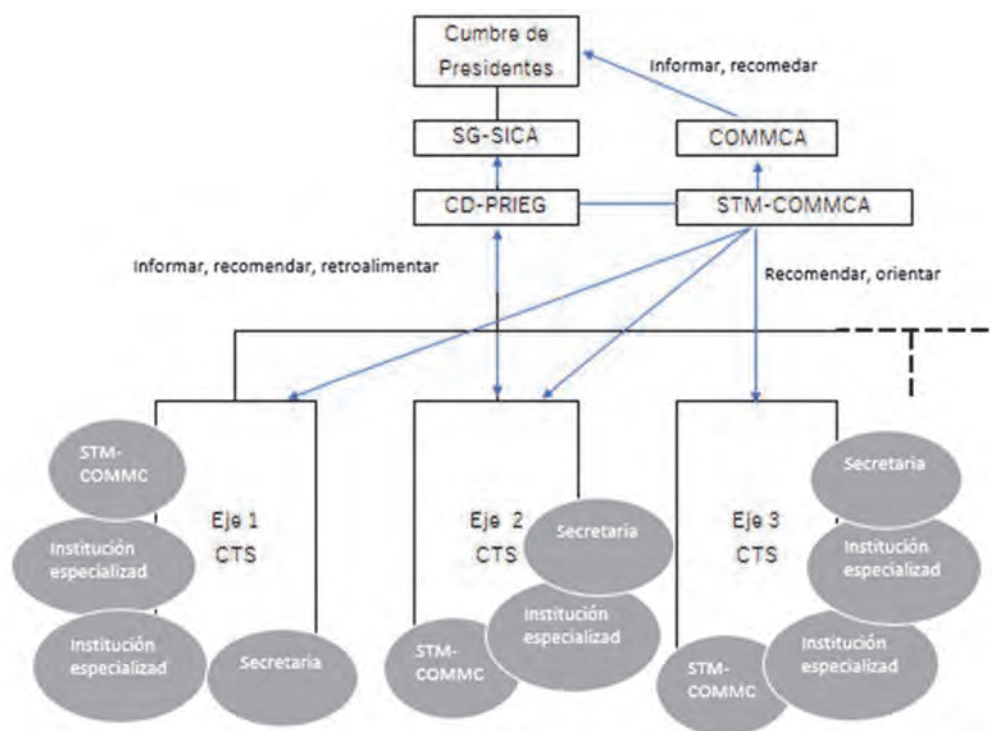 Cumbre de
Presidentes
Informar, recomedar
SG-SICA
COMMCA
CD-PRIEG
STM-COMMCA
Informar, recomendar, retroalimentar
Recomendar, orientar
STM-
COMMC
Institución
especializad
Institución
especializad
Eje 1
CTS
Secretaria
Eje 2
CTS
Secretaria
Institución
especializad
STM-
COMMC
Eje 3
CTS
Secretaria
Institución
especializad
Institución
especializad
STM-
COMMC